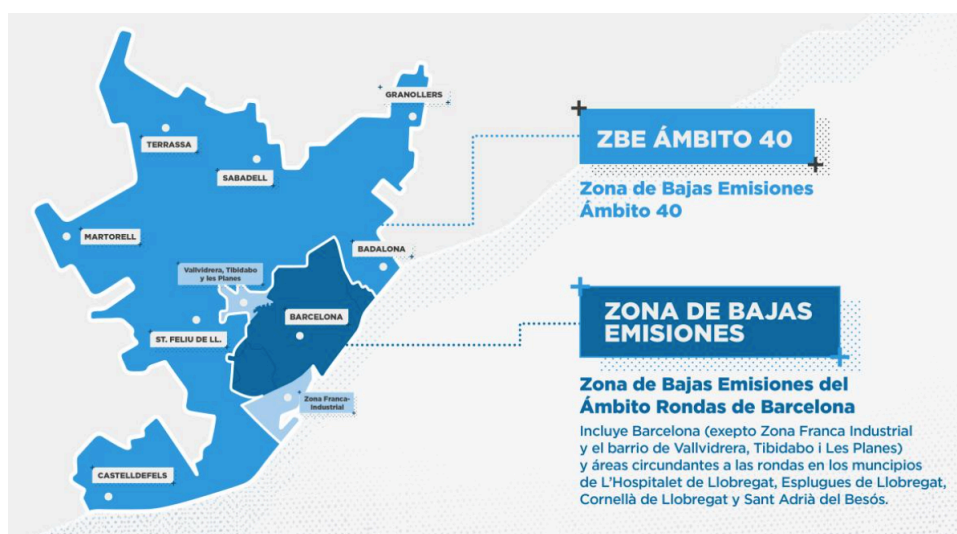 GRANOLLERS
TERRASSA
SABADELL
MARTORELL
BADALONA
Vallvidrera, Tibidabo
y les Planes
BARCELONA
ST. FELIU DE LL.
Zona Franca-
Industrial
CASTELLDEFELS
ZBE ÁMBITO 40
Zona de Bajas Emisiones
Ámbito 40
ZONA DE BAJAS
EMISIONES
Zona de Bajas Emisiones del
Ámbito Rondas de Barcelona
Incluye Barcelona (exepto Zona Franca Industrial
y el barrio de Vallvidrera, Tibidabo i Les Planes)
y áreas circundantes a las rondas en los muncipios
de L'Hospitalet de Llobregat, Esplugues de Llobregat,
Cornellà de Llobregat y Sant Adrià del Besós.